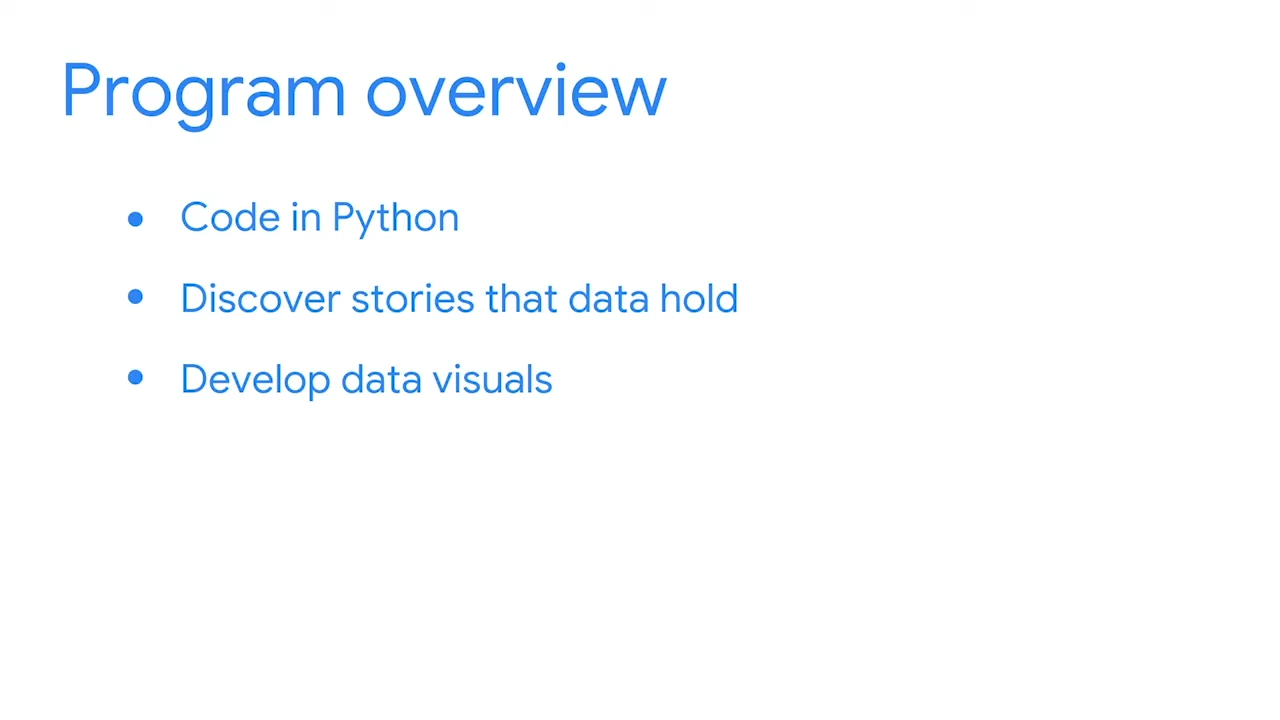 Program overview
• Code in Python
• Discover stories that data hold
• Develop data visuals